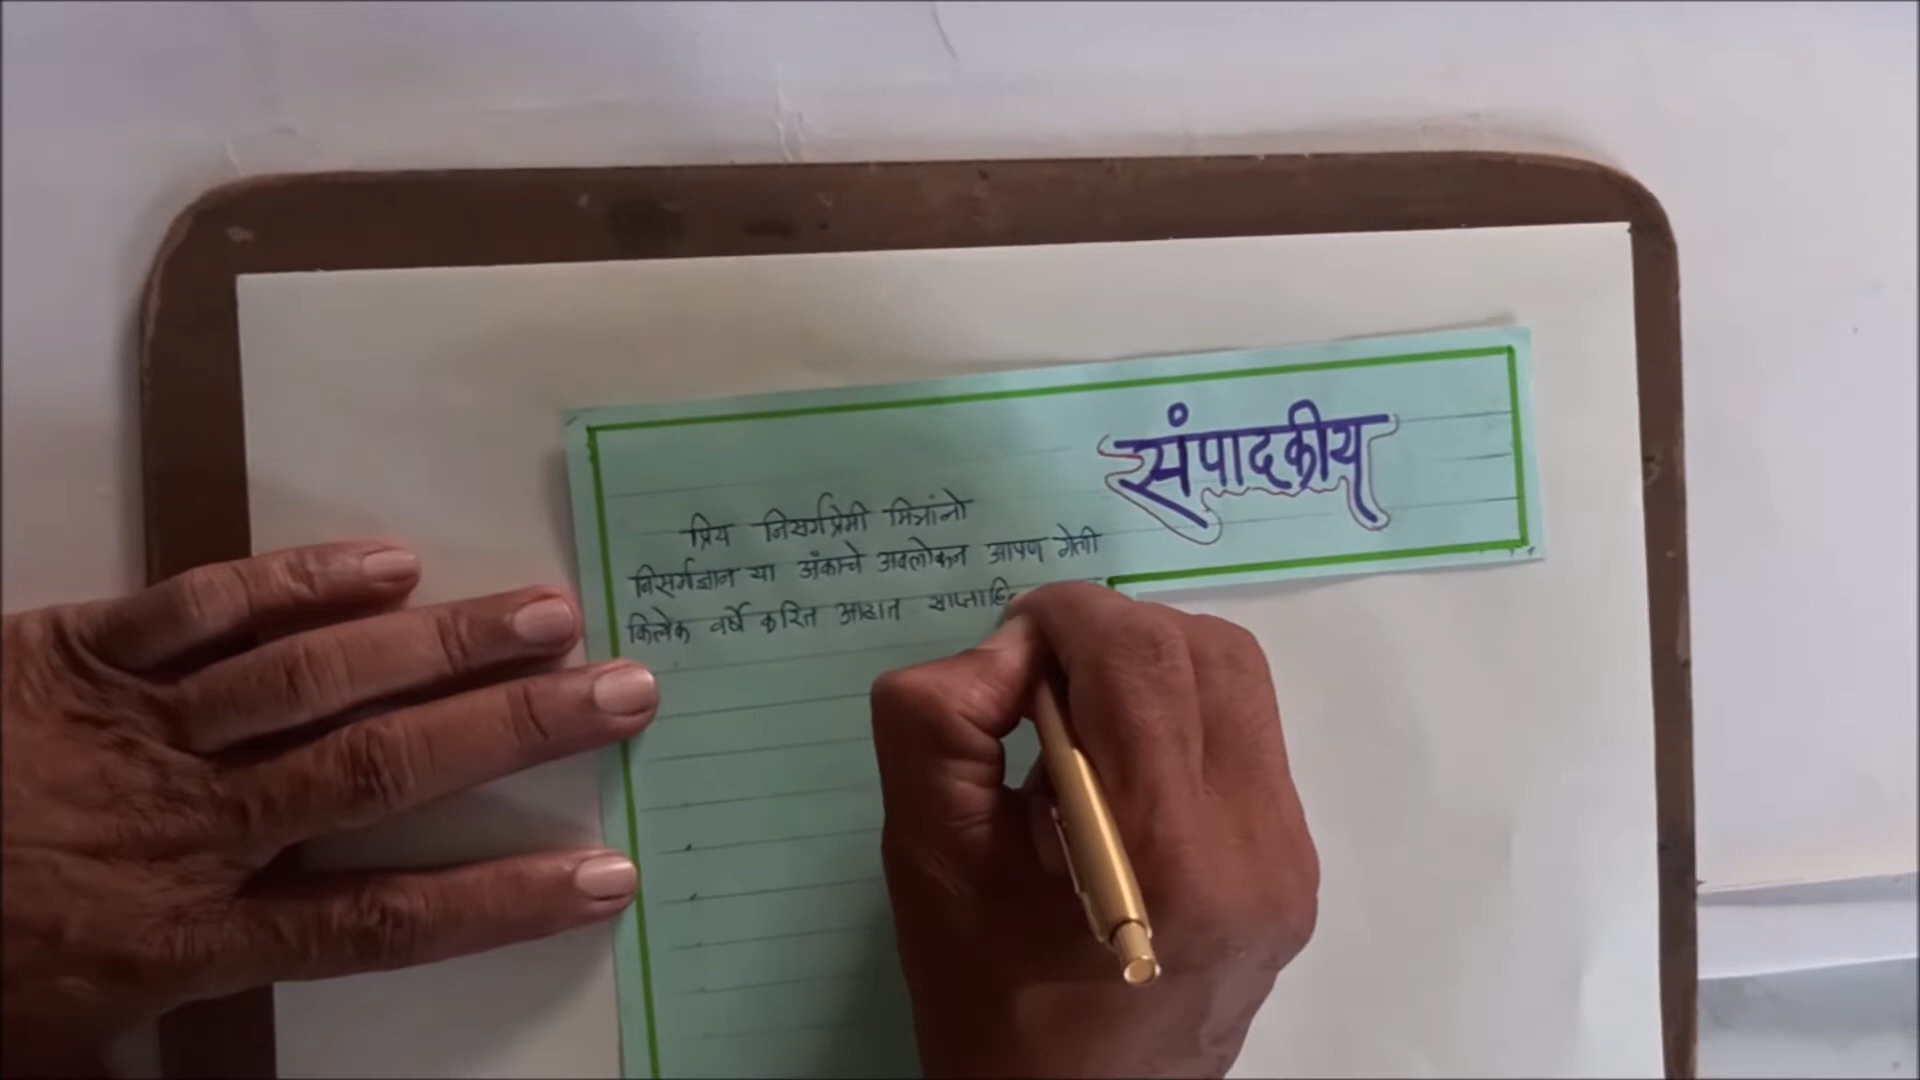 संपादकीय
प्रिय निसर्गप्रेमी मित्रांनो
निसर्गज्ञान या अंकाचे अवलोकन आपण गेली
कित्येक वर्षे करित आहात